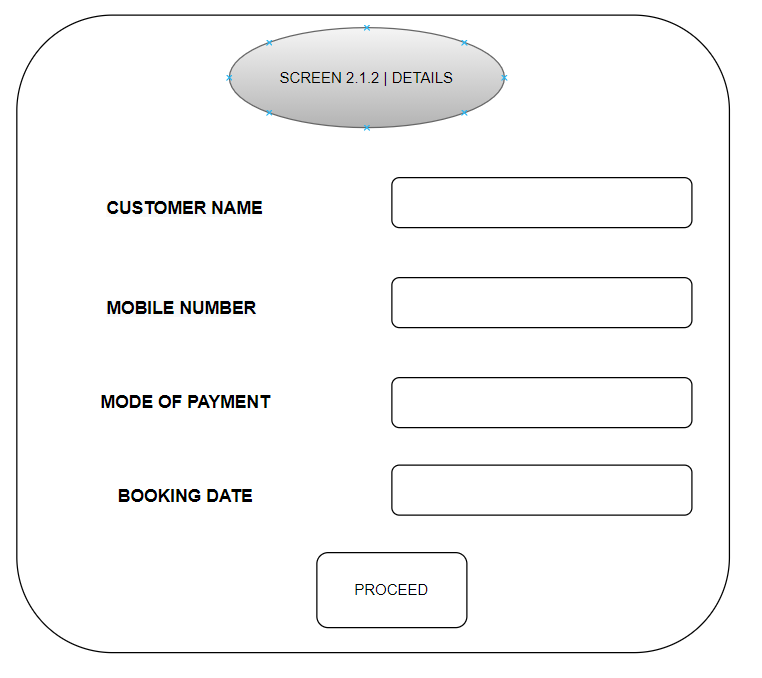 SCREEN 2.1.2 | DETAILS
CUSTOMER NAME
MOBILE NUMBER
MODE OF PAYMENT
BOOKING DATE
PROCEED